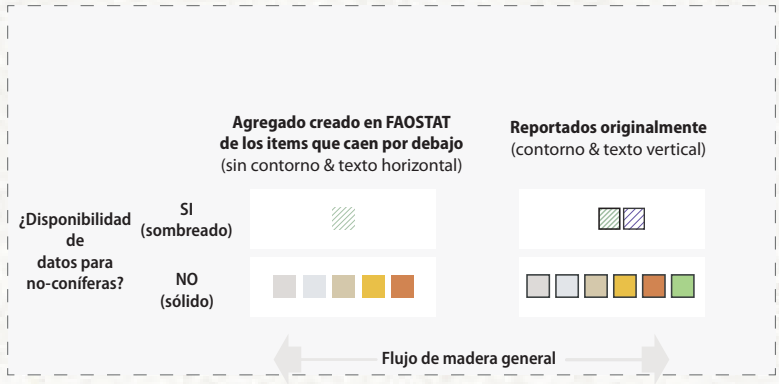 Agregado creado en FAOSTAT
de los items que caen por debajo
(sin contorno & texto horizontal)
Reportados originalmente
(contorno & texto vertical)
¿Disponibilidad
de
datos para
no-coníferas?
SI
(sombreado)
NO
(sólido)
Flujo de madera general